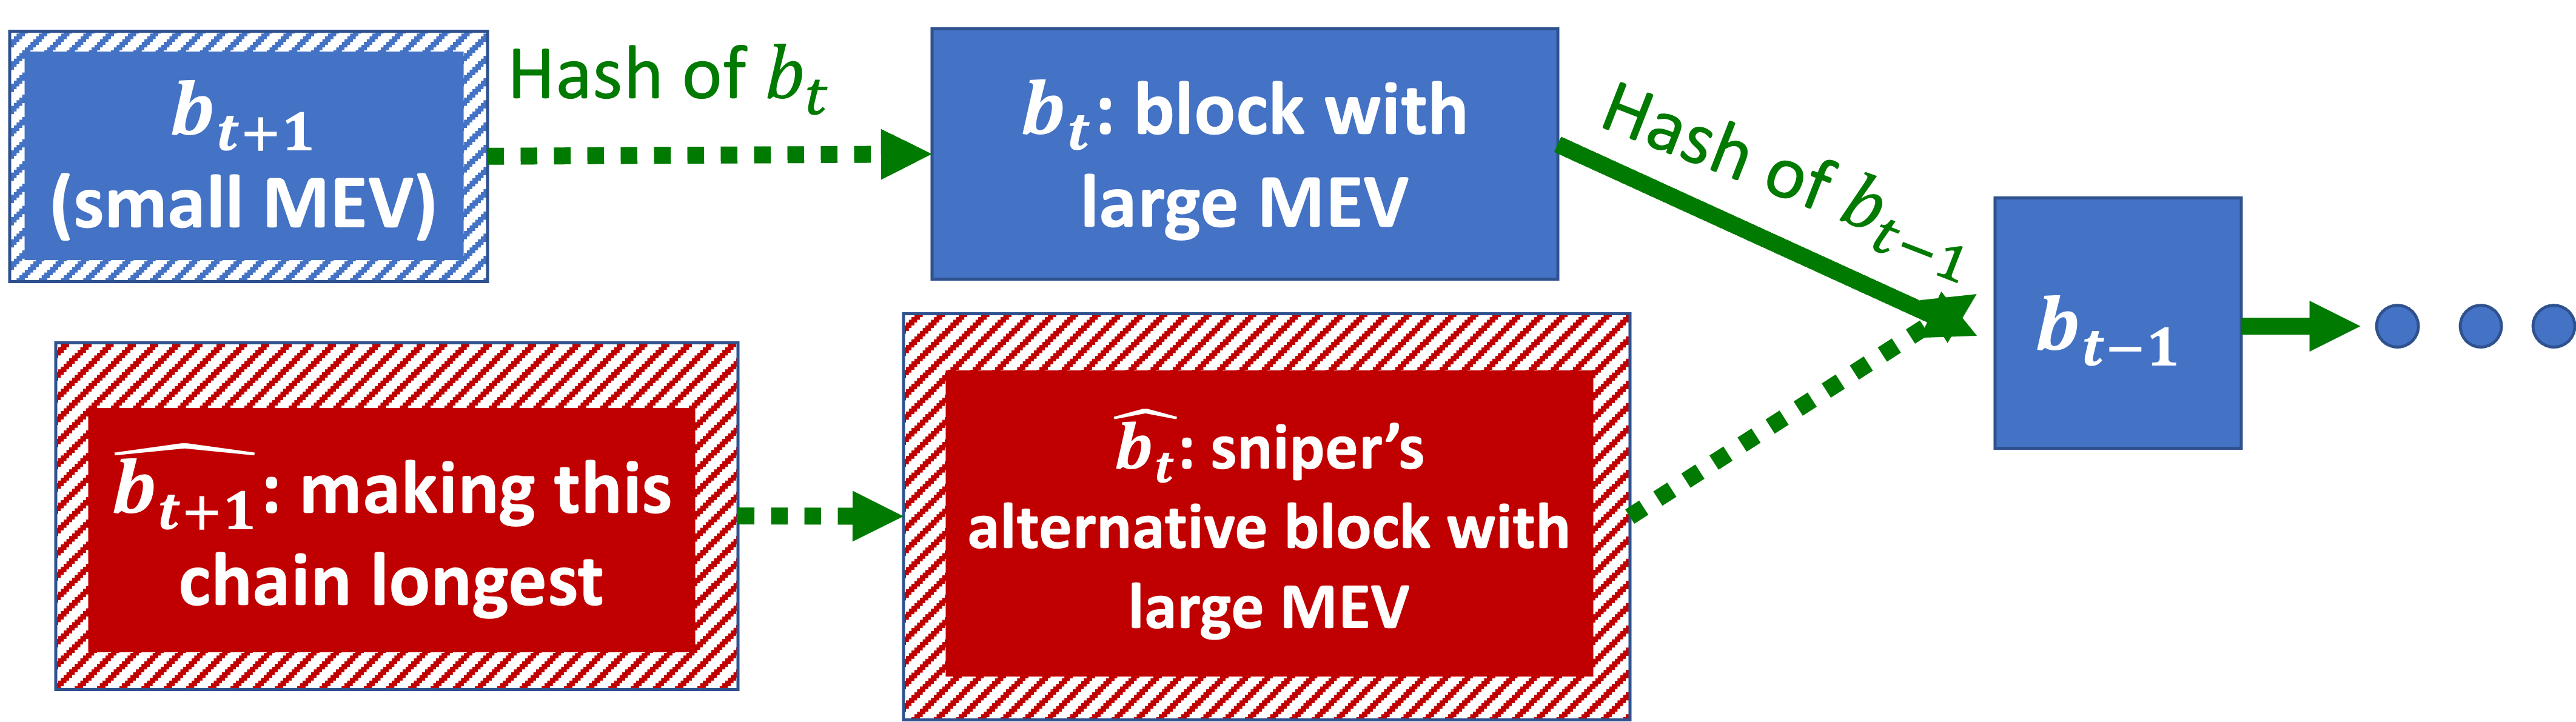 b_{t+1}
(small MEV)
Hash of b_t
b_t: block with
large MEV
Hash of b_{t-1}
b_{t-1}
\widehat{b_{t+1}}: making this
chain longest
\widehat{b_t}: sniper's
alternative block with
large MEV